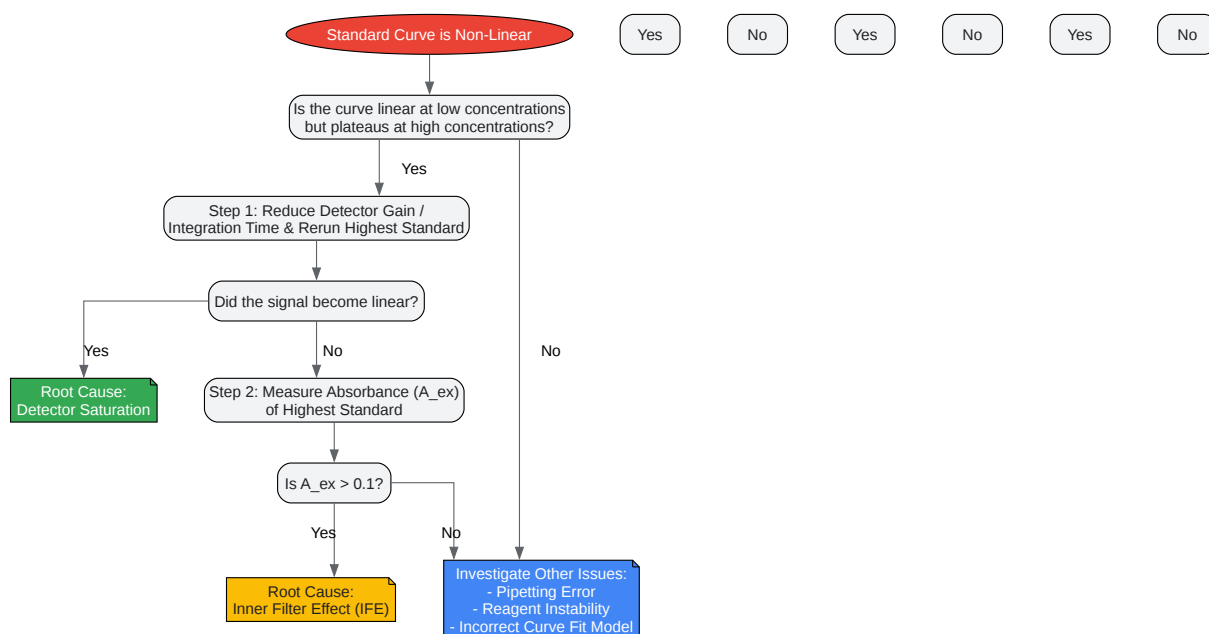 Standard Curve is Non-Linear
Yes
No
Yes
No
Yes
No
Is the curve linear at low concentrations
but plateaus at high concentrations?
Yes
Step 1: Reduce Detector Gain /
Integration Time & Rerun Highest Standard
Did the signal become linear?
Yes
No
No
Root Cause:
Detector Saturation
Step 2: Measure Absorbance (A_ex)
of Highest Standard
Is A_ex > 0.1?
Yes
No
Root Cause:
Inner Filter Effect (IFE)
Investigate Other Issues:
- Pipetting Error
- Reagent Instability
- Incorrect Curve Fit Model